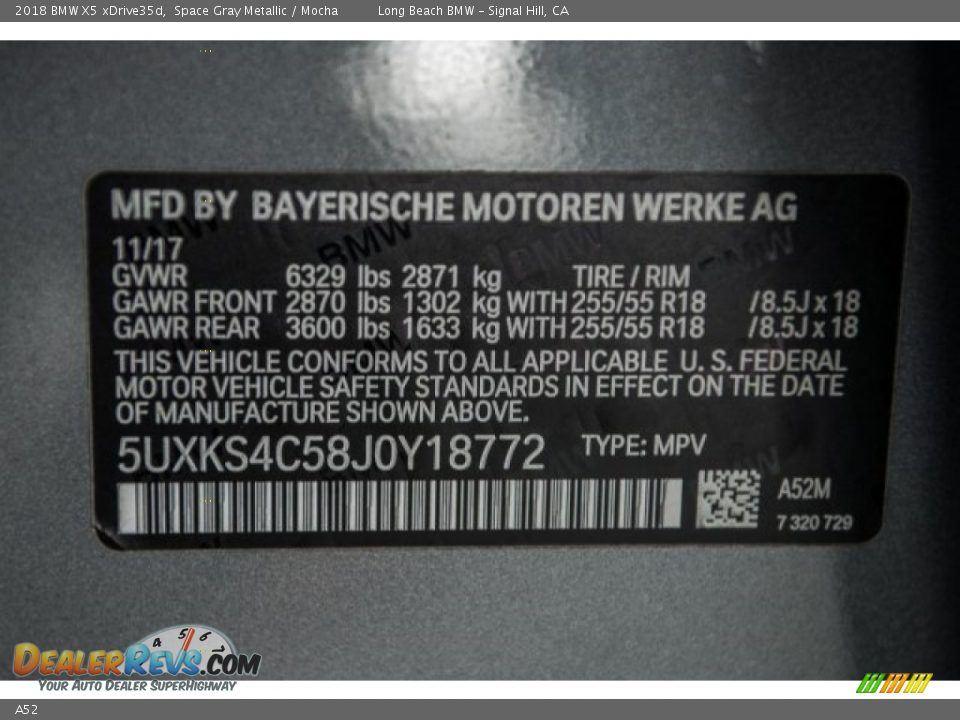 2018 BMW X5 xDrive35d, Space Gray Metallic / Mocha Long Beach BMW - Signal Hill, CA
MFD BY BAYERISCHE MOTOREN WERKE AG
11/17
GVWR 6329 lbs 2871 kg TIRE / RIM
GAWR FRONT 2870 lbs 1302 kg WITH 255/55 R18 /8.5J x 18
GAWR REAR 3600 lbs 1633 kg WITH 255/55 R18 /8.5J x 18
THIS VEHICLE CONFORMS TO ALL APPLICABLE U. S. FEDERAL
MOTOR VEHICLE SAFETY STANDARDS IN EFFECT ON THE DATE
OF MANUFACTURE SHOWN ABOVE.
5UXKS4C58J0Y18772 TYPE: MPV
A52M
7 320 729
4 5 6
DEALERREVS.COM
YOUR AUTO DEALER SUPERHIGHWAY
A52